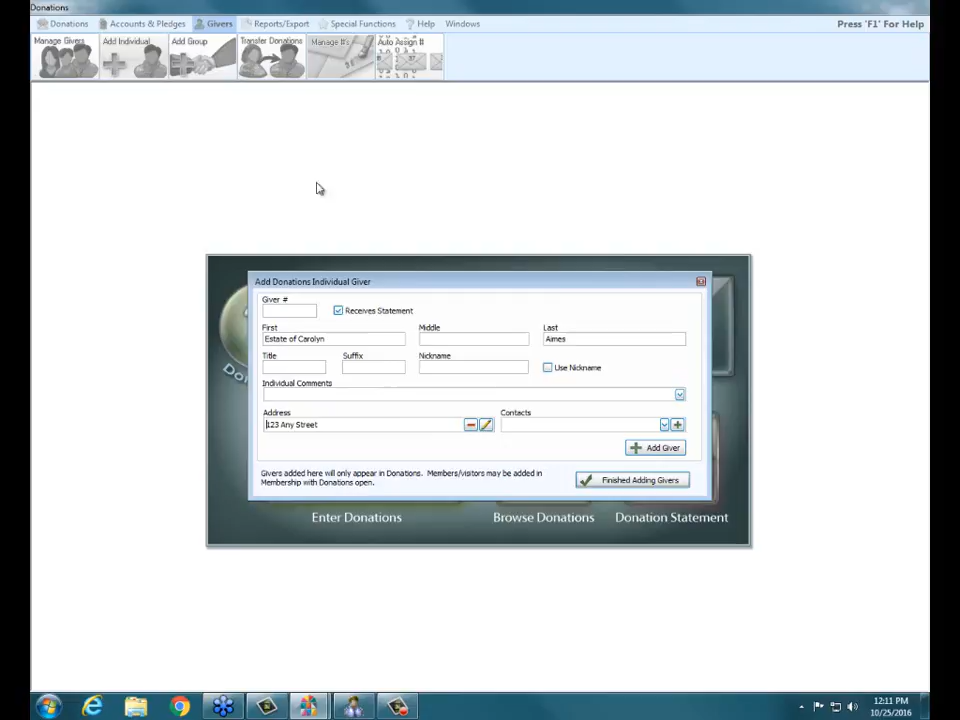 Donations
Donations Accounts & Pledges Givers Reports/Export Special Functions Help Windows Press 'F1' For Help
Manage Givers Add Individual Add Group Transfer Donations Manage #'s Auto Assign #
Add Donations Individual Giver
Giver #
Receives Statement
First Middle Last
Estate of Carolyn Aimes
Title Suffix Nickname
Use Nickname
Individual Comments
Address Contacts
123 Any Street
Add Giver
Givers added here will only appear in Donations. Members/visitors may be added in
Membership with Donations open.
Finished Adding Givers
Enter Donations Browse Donations Donation Statement
12:11 PM
10/25/2016